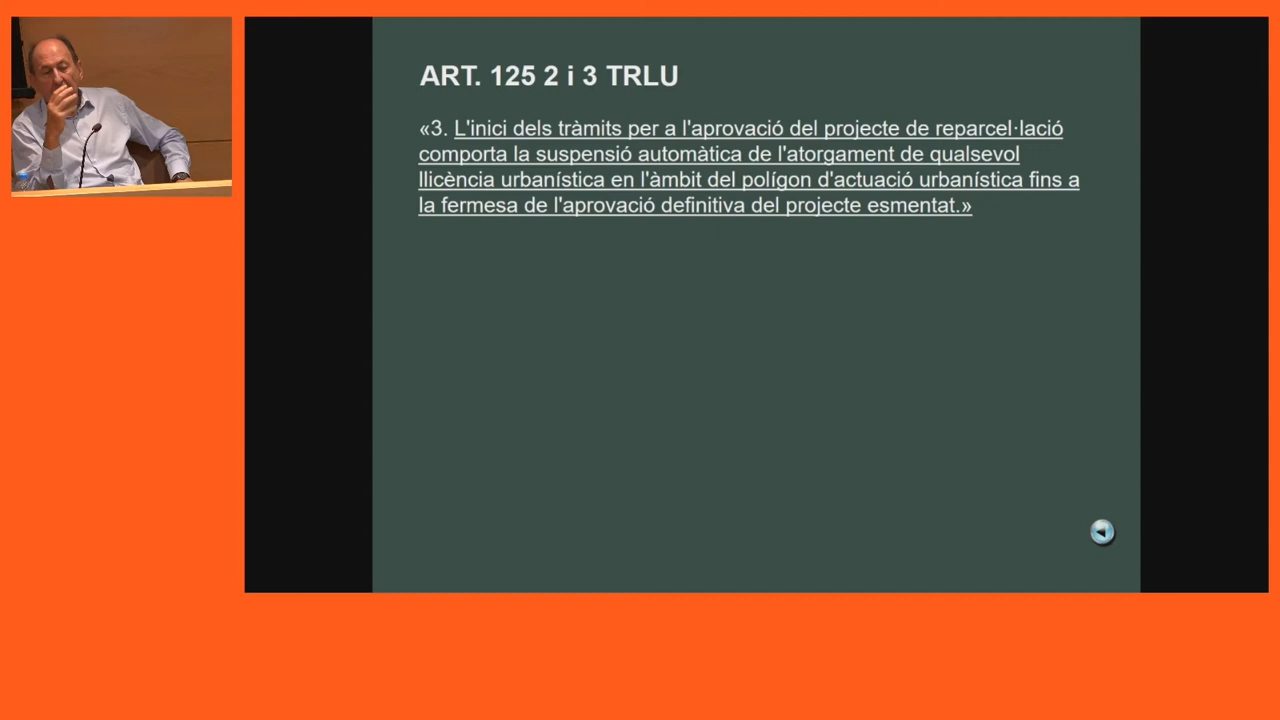 ART. 125 2 i 3 TRLU
«3. L'inici dels tràmits per a l'aprovació del projecte de reparcel·lació
comporta la suspensió automàtica de l'atorgament de qualsevol
llicència urbanística en l'àmbit del polígon d'actuació urbanística fins a
la fermesa de l'aprovació definitiva del projecte esmentat.»